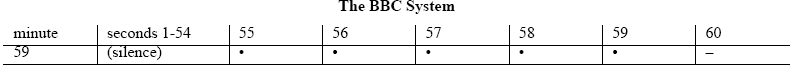 The BBC System
minute seconds 1-54 55 56 57 58 59 60
59 (silence) • • • • • –